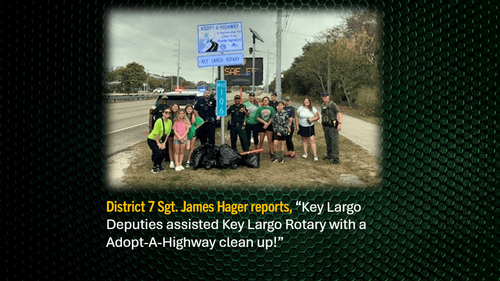 ADOPT-A-HIGHWAY
KEY LARGO ROTARY
District 7 Sgt. James Hager reports, “Key Largo
Deputies assisted Key Largo Rotary with a
Adopt-A-Highway clean up!”